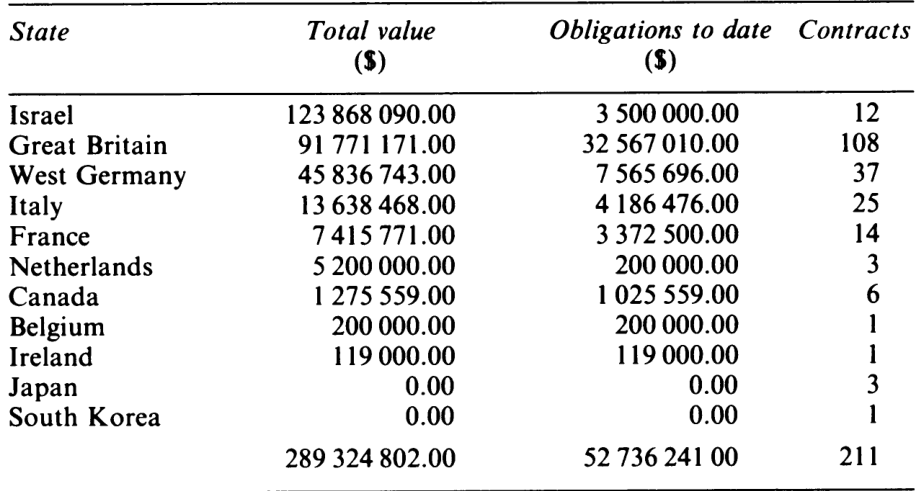 State Total value Obligations to date Contracts
($) ($)
Israel 123 868 090.00 3 500 000.00 12
Great Britain 91 771 171.00 32 567 010.00 108
West Germany 45 836 743.00 7 565 696.00 37
Italy 13 638 468.00 4 186 476.00 25
France 7 415 771.00 3 372 500.00 14
Netherlands 5 200 000.00 200 000.00 3
Canada 1 275 559.00 1 025 559.00 6
Belgium 200 000.00 200 000.00 1
Ireland 119 000.00 119 000.00 1
Japan 0.00 0.00 3
South Korea 0.00 0.00 1
289 324 802.00 52 736 241 00 211